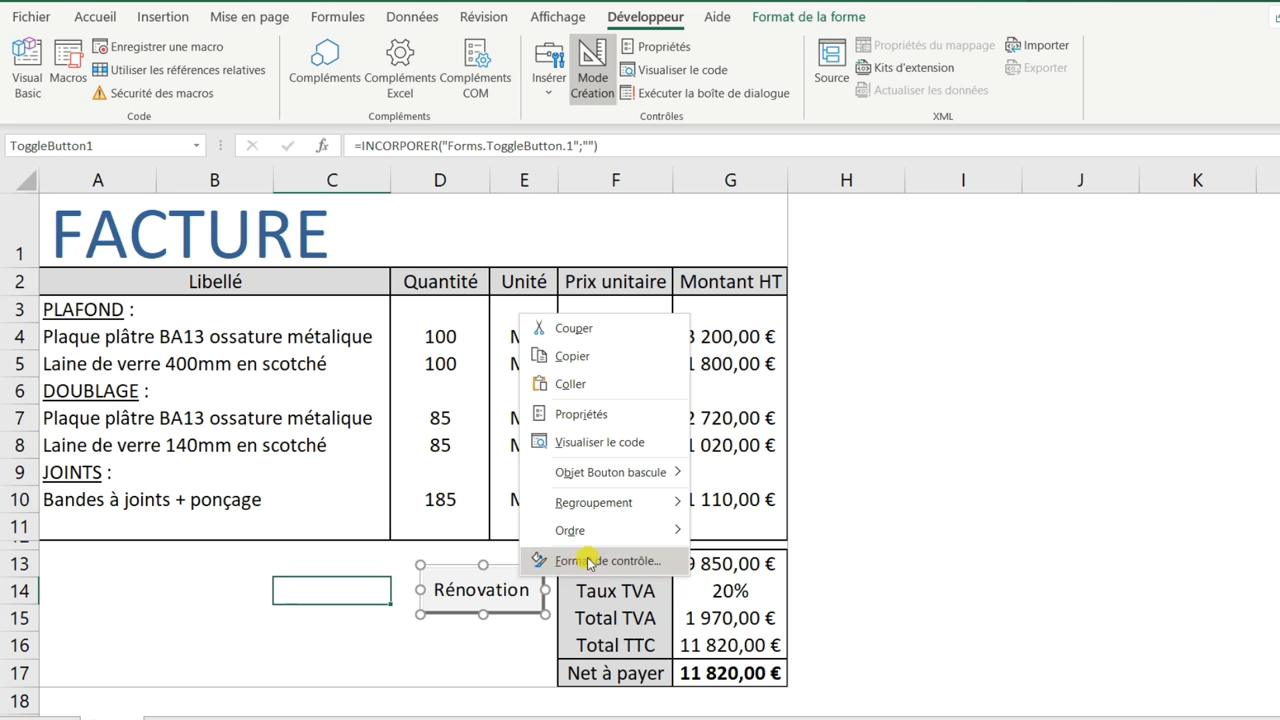 Fichier Accueil Insertion Mise en page Formules Données Révision Affichage Développeur Aide Format de la forme
Visual Basic
Macros
Enregistrer une macro
Utiliser les références relatives
Sécurité des macros
Code
Compléments
Compléments Excel
Compléments COM
Compléments
Insérer
Mode Création
Propriétés
Visualiser le code
Exécuter la boîte de dialogue
Contrôles
Source
Propriétés du mappage
Kits d'extension
Actualiser les données
Importer
Exporter
XML
ToggleButton1 fx =INCORPORER("Forms.ToggleButton.1";"")
A B C D E F G H I J K
1 FACTURE
2 Libellé Quantité Unité Prix unitaire Montant HT
3 PLAFOND :
4 Plaque plâtre BA13 ossature métalique 100 200,00 €
5 Laine de verre 400mm en scotché 100 1 800,00 €
6 DOUBLAGE :
7 Plaque plâtre BA13 ossature métalique 85 2 720,00 €
8 Laine de verre 140mm en scotché 85 1 020,00 €
9 JOINTS :
10 Bandes à joints + ponçage 185 1 110,00 €
11
13 9 850,00 €
14 Rénovation Taux TVA 20%
15 Total TVA 1 970,00 €
16 Total TTC 11 820,00 €
17 Net à payer 11 820,00 €
18
Couper
Copier
Coller
Propriétés
Visualiser le code
Objet Bouton bascule
Regroupement
Ordre
Format de contrôle...